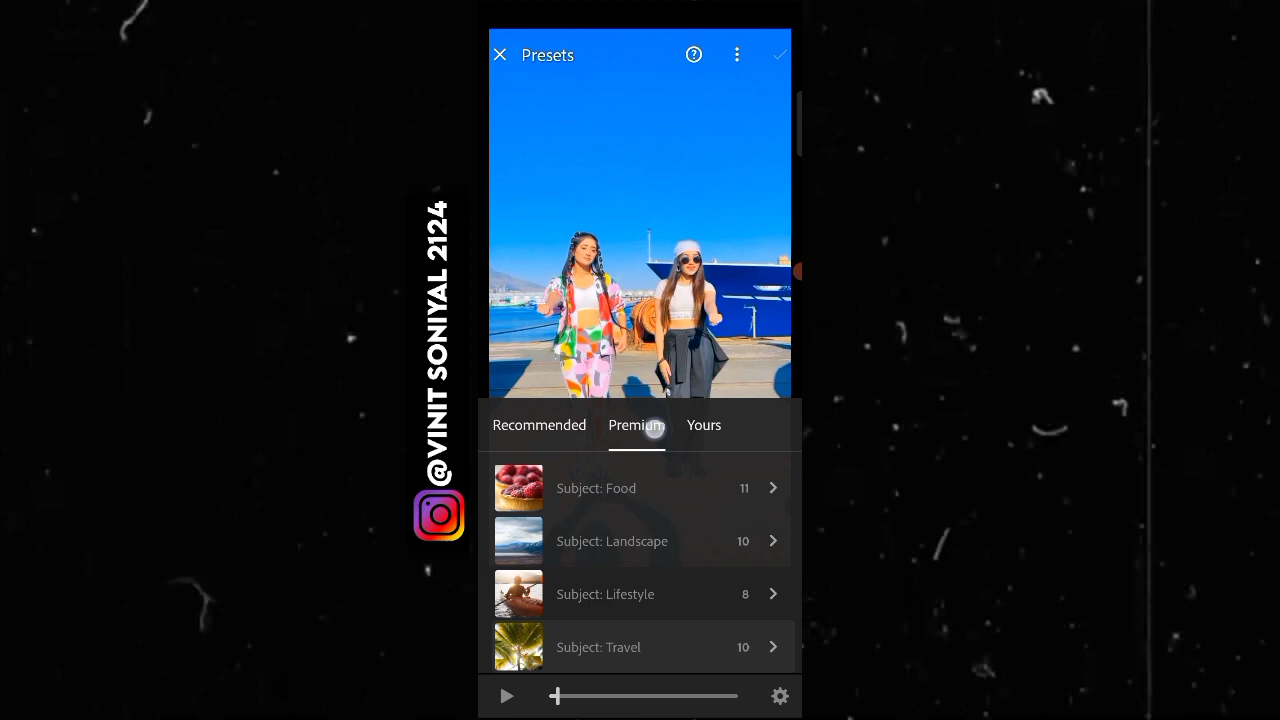 Presets
@VINIT SONIYAL 2124
Recommended
Premium
Yours
Subject: Food 11
Subject: Landscape 10
Subject: Lifestyle 8
Subject: Travel 10